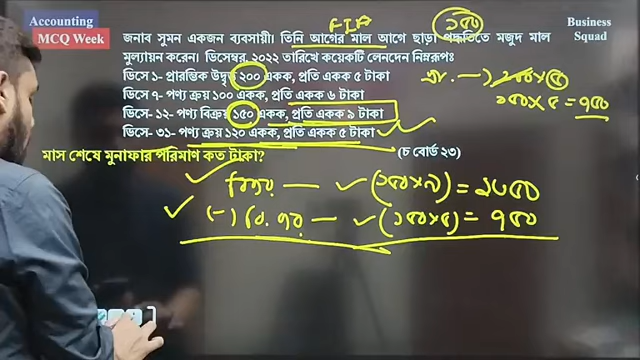 Accounting
MCQ Week
Business
Squad
FIFO
১৫০
জনাব সুমন একজন ব্যবসায়ী। তিনি আগের মাল আগে ছাড়া পদ্ধতিতে মজুদ মাল
মূল্যায়ন করেন। ডিসেম্বর, ২০২২ তারিখে কয়েকটি লেনদেন নিম্নরূপঃ
ডিসে ১- প্রারম্ভিক উদ্বৃত্ত ২০০ একক, প্রতি একক ৫ টাকা
ডিসে ৭- পণ্য ক্রয় ১০০ একক, প্রতি একক ৬ টাকা
১৫০×৫ = ৭৫০
ডিসে- ১২- পণ্য বিক্রয় ১৫০ একক, প্রতি একক ৯ টাকা
ডিসে- ৩১- পণ্য ক্রয় ১২০ একক, প্রতি একক ৫ টাকা
মাস শেষে মুনাফার পরিমাণ কত টাকা?
(চ বোর্ড ২৩)
বিক্রয় — (১৫০×৯) = ১৩৫০
(-) বি. ব্যয় — (১৫০×৫) = ৭৫০